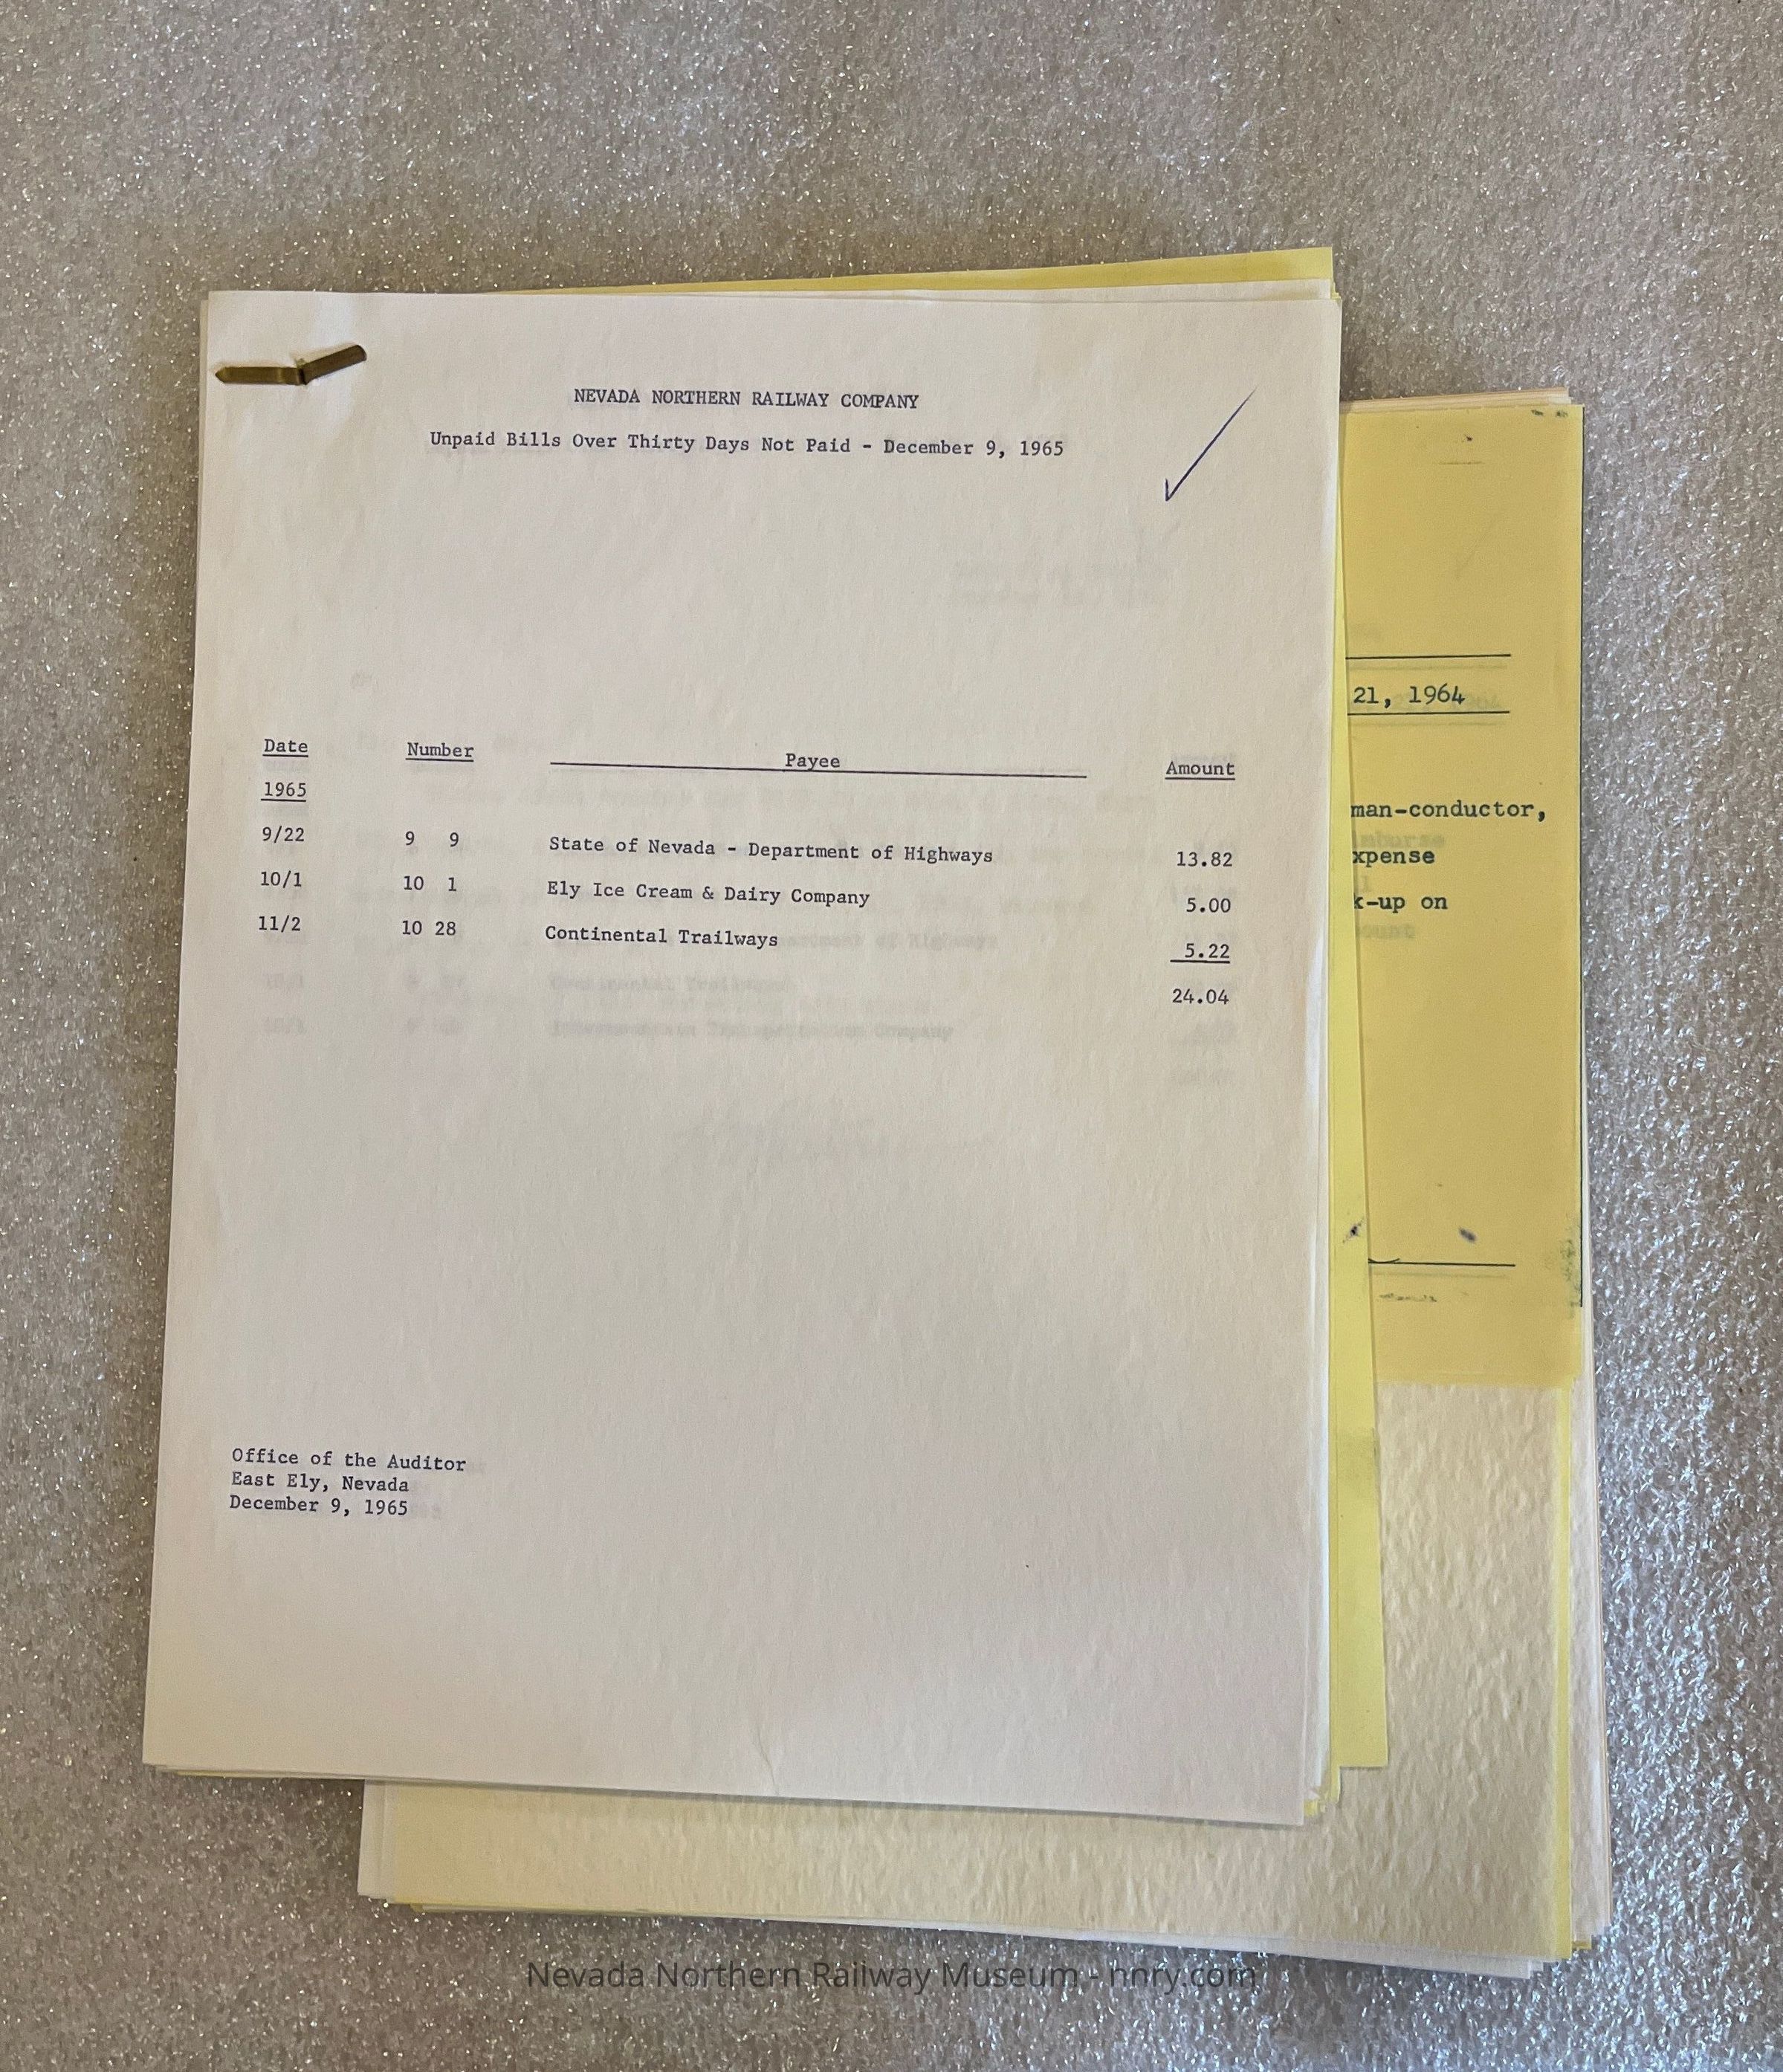 NEVADA NORTHERN RAILWAY COMPANY
Unpaid Bills Over Thirty Days Not Paid - December 9, 1965
Date Number Payee Amount
1965
9/22 9 9 State of Nevada - Department of Highways 13.82
10/1 10 1 Ely Ice Cream & Dairy Company 5.00
11/2 10 28 Continental Trailways 5.22
24.04
Office of the Auditor
East Ely, Nevada
December 9, 1965
21, 1964
man-conductor,
xpense
k-up on
Nevada Northern Railway Museum - nnry.com